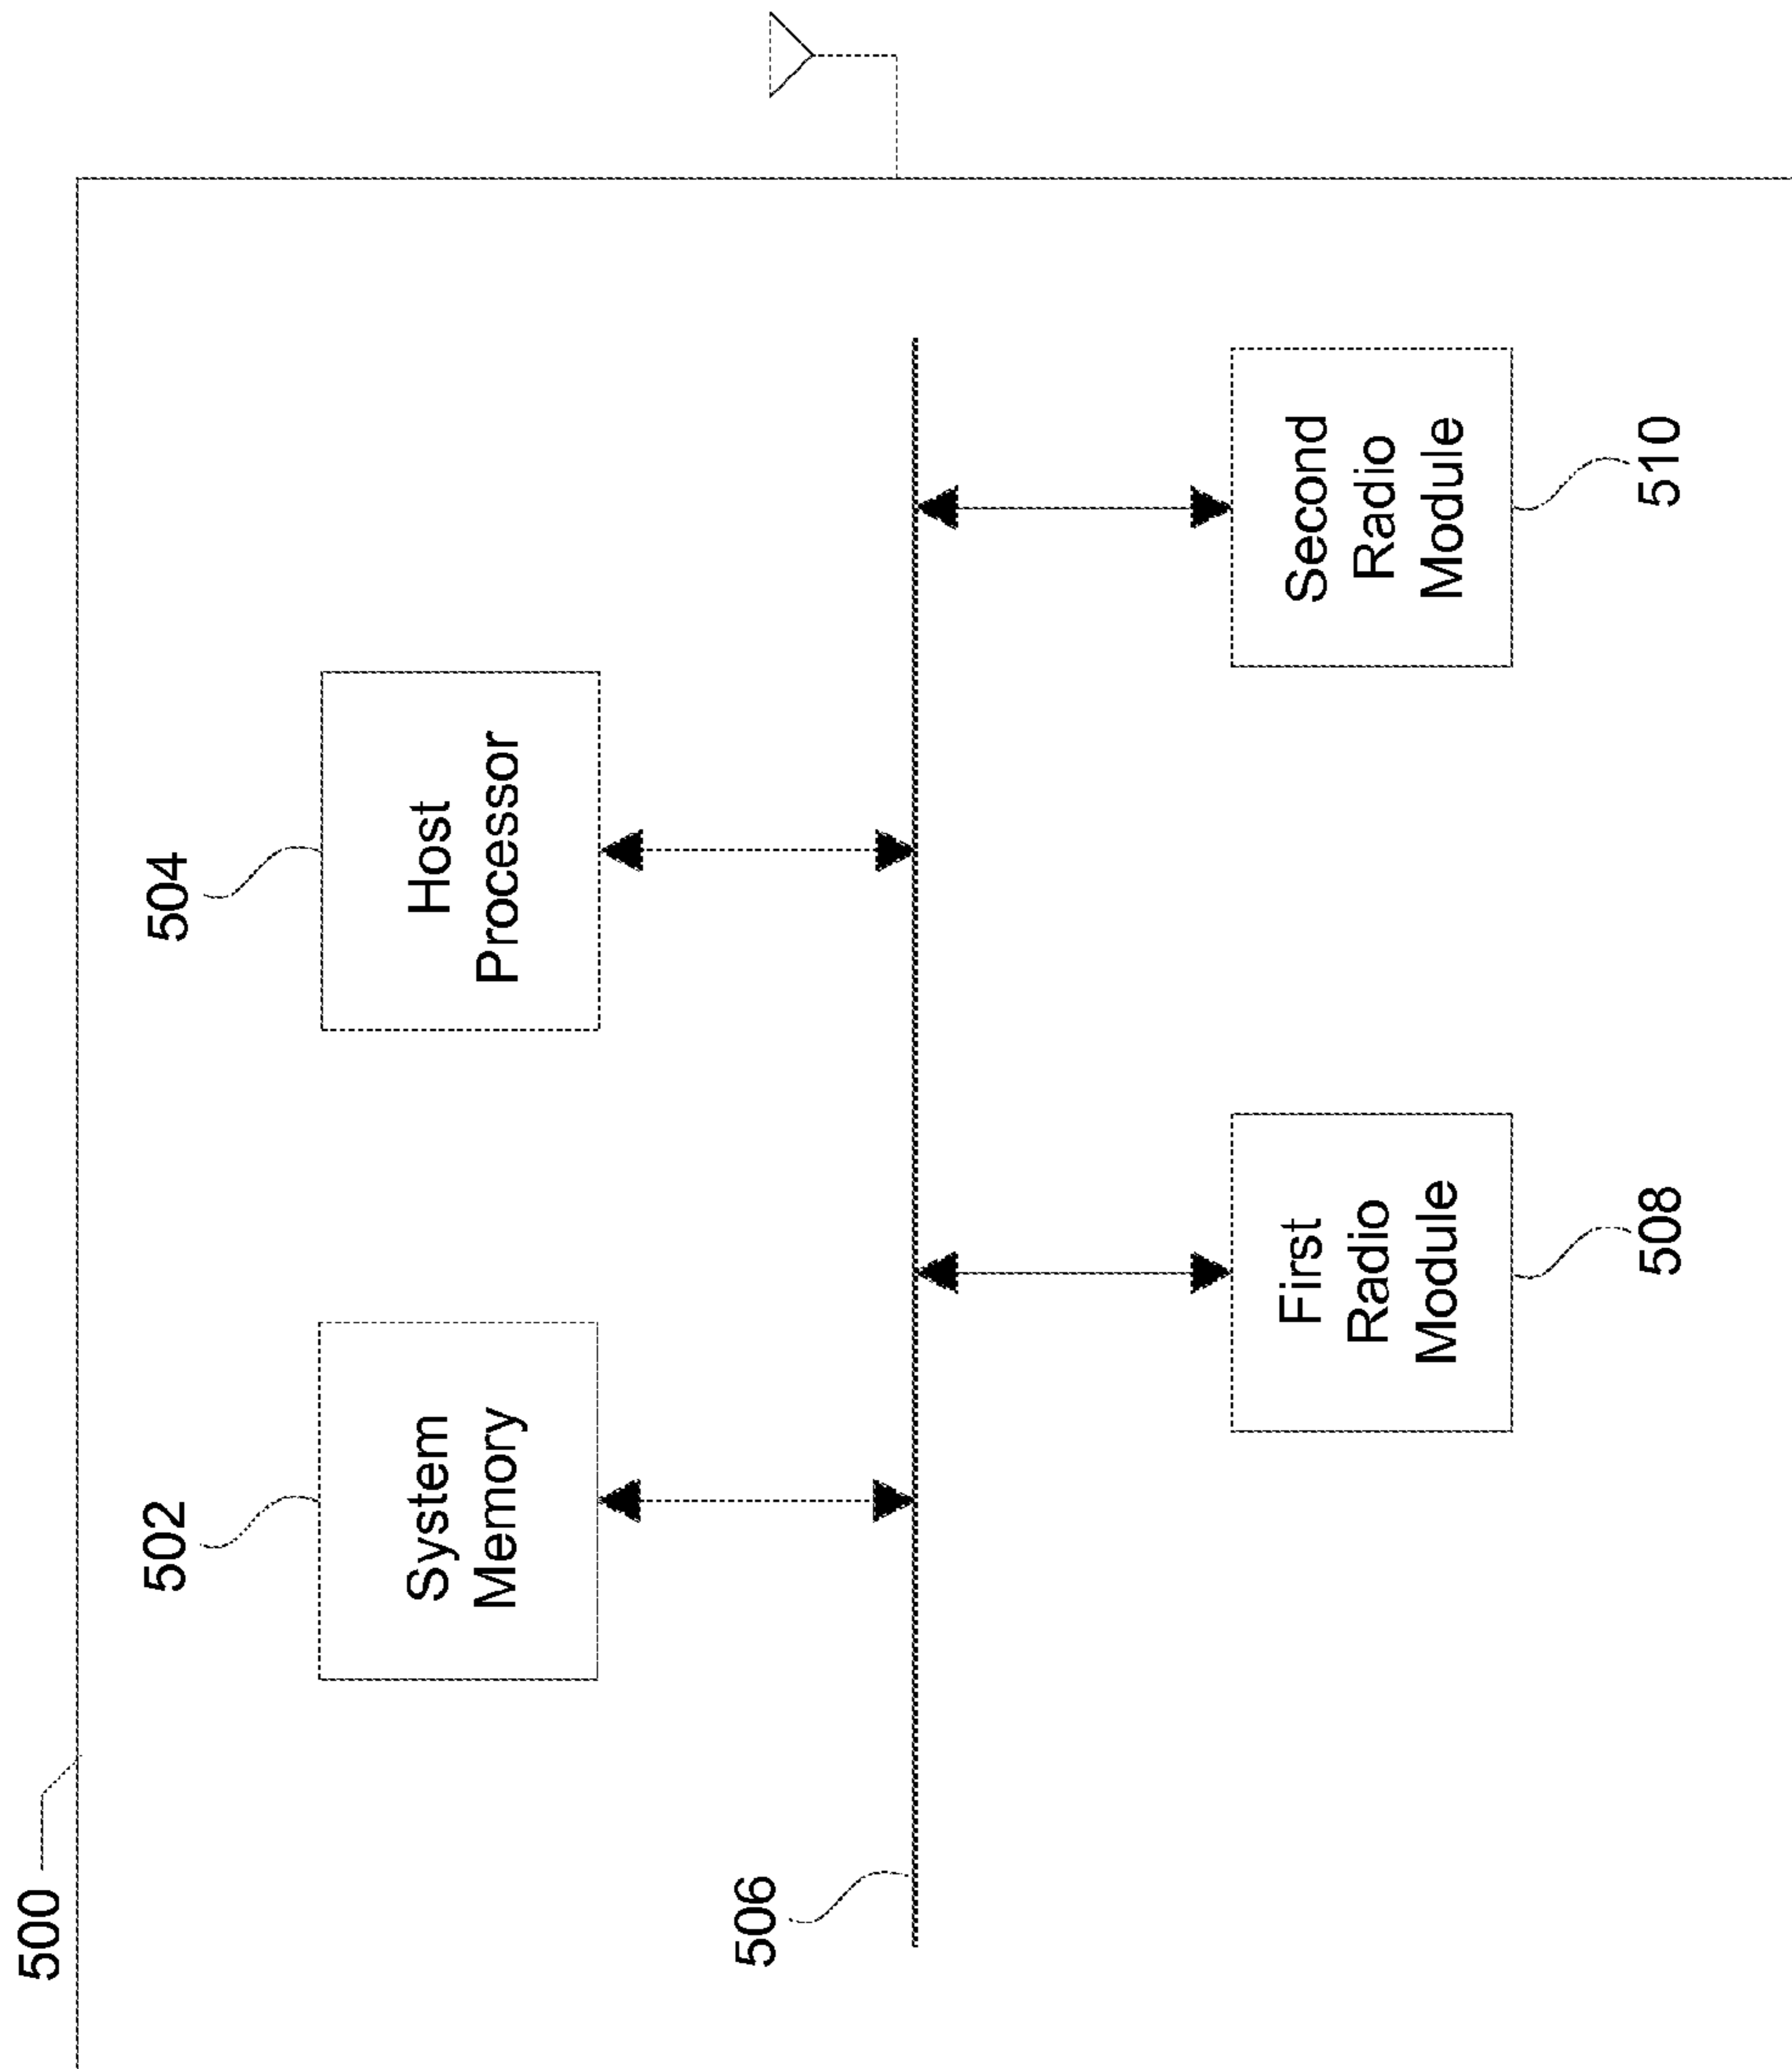 500
502
504
System
Memory
Host
Processor
506
First
Radio
Module
Second
Radio
Module
508
510